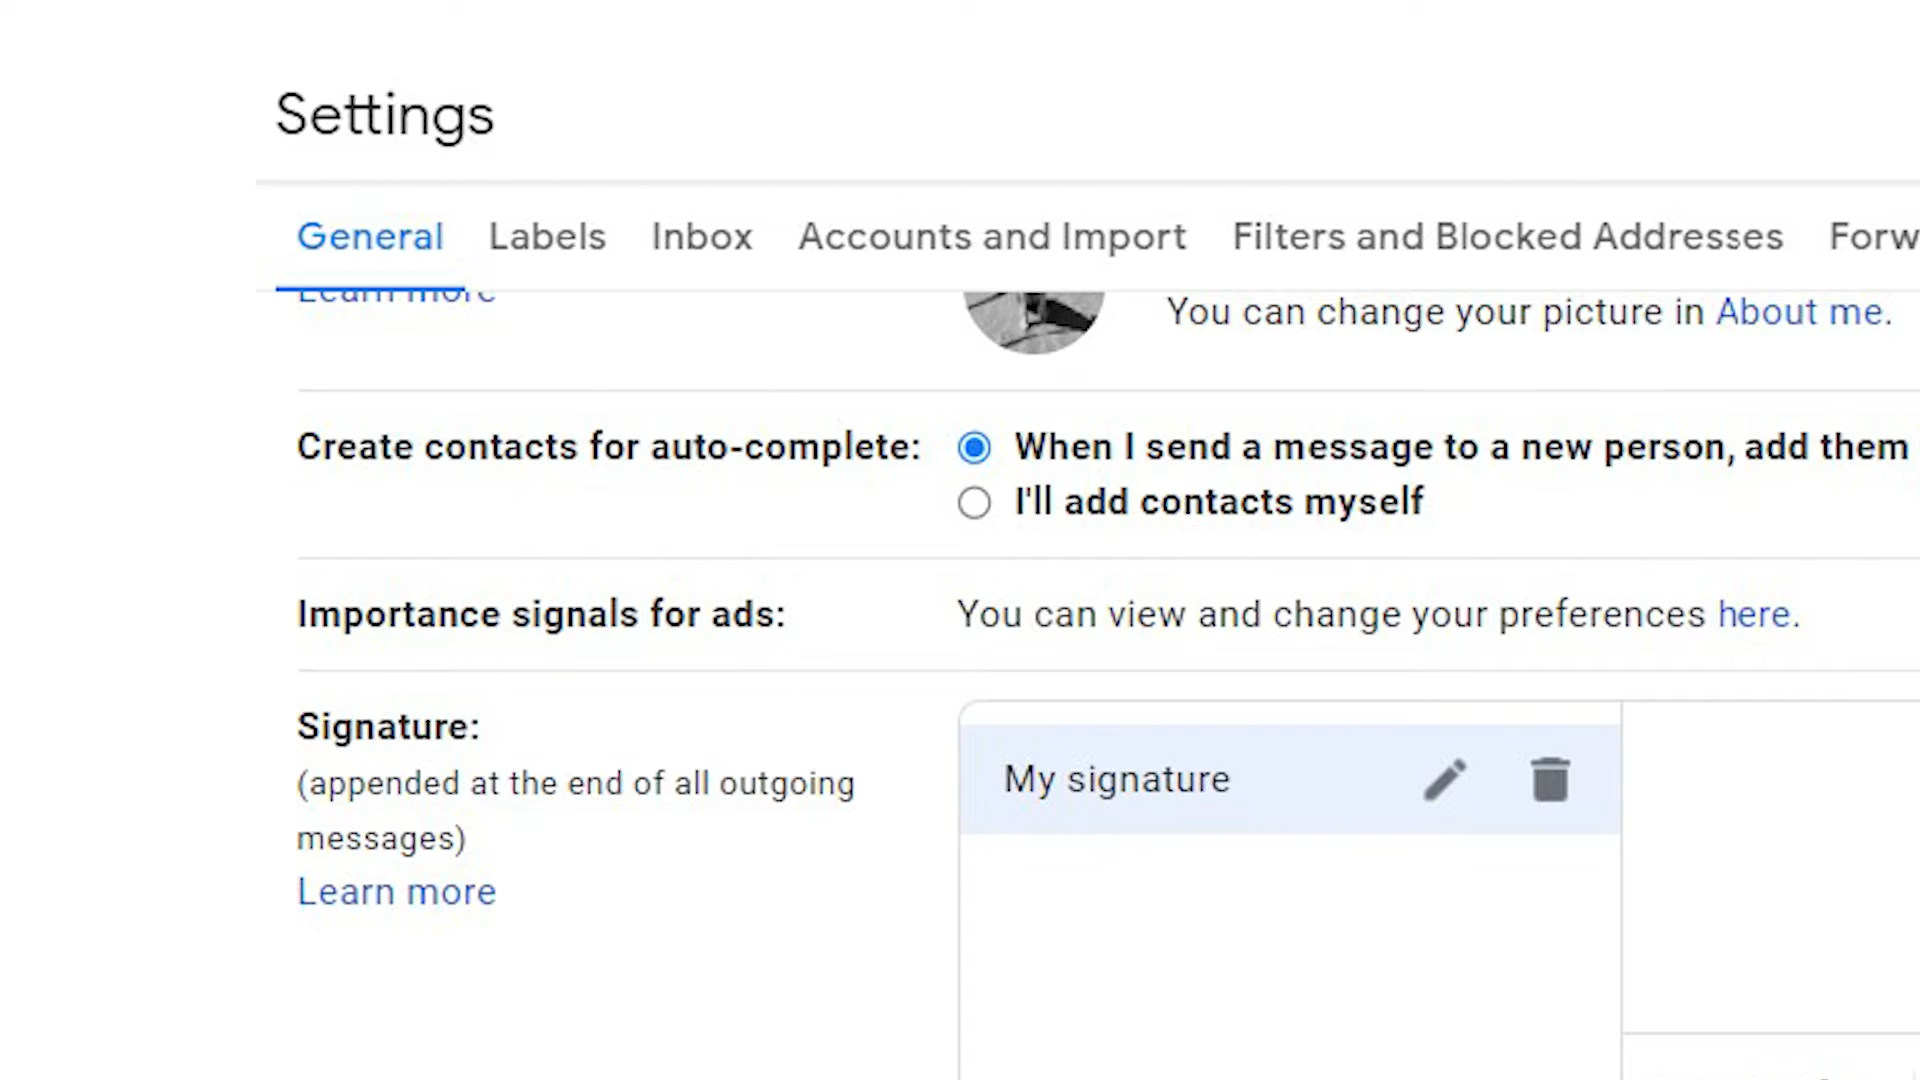 Settings
General Labels Inbox Accounts and Import Filters and Blocked Addresses Forw
Learn more
You can change your picture in About me.
Create contacts for auto-complete: When I send a message to a new person, add them
I'll add contacts myself
Importance signals for ads: You can view and change your preferences here.
Signature:
(appended at the end of all outgoing
messages)
Learn more
My signature